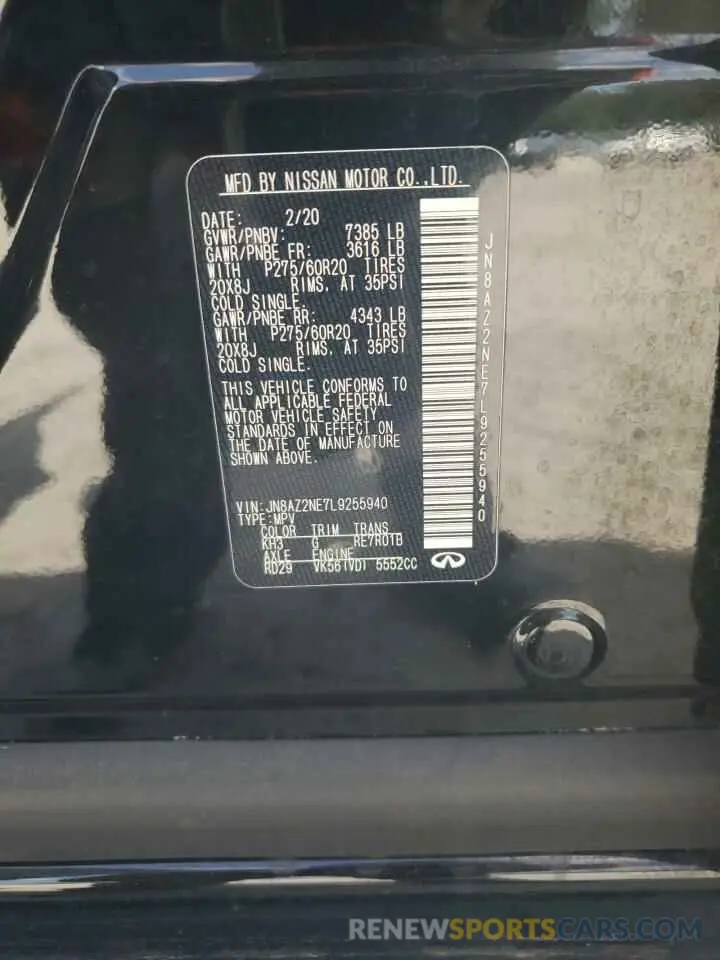 MFD BY NISSAN MOTOR CO.,LTD.
DATE: 2/20
GVWR/PNBV: 7385 LB
GAWR/PNBE FR: 3616 LB
WITH P275/60R20 TIRES
20X8J RIMS. AT 35PSI
COLD SINGLE.
GAWR/PNBE RR: 4343 LB
WITH P275/60R20 TIRES
20X8J RIMS. AT 35PSI
COLD SINGLE.
THIS VEHICLE CONFORMS TO
ALL APPLICABLE FEDERAL
MOTOR VEHICLE SAFETY
STANDARDS IN EFFECT ON
THE DATE OF MANUFACTURE
SHOWN ABOVE.
VIN:JN8AZ2NE7L9255940
TYPE:MPV
COLOR TRIM TRANS
KH3 G RE7R01B
AXLE ENGINE
RD29 VK56(VD) 5552CC
JN8AZ2NE7L9255940
RENEWSPORTSCARS.COM